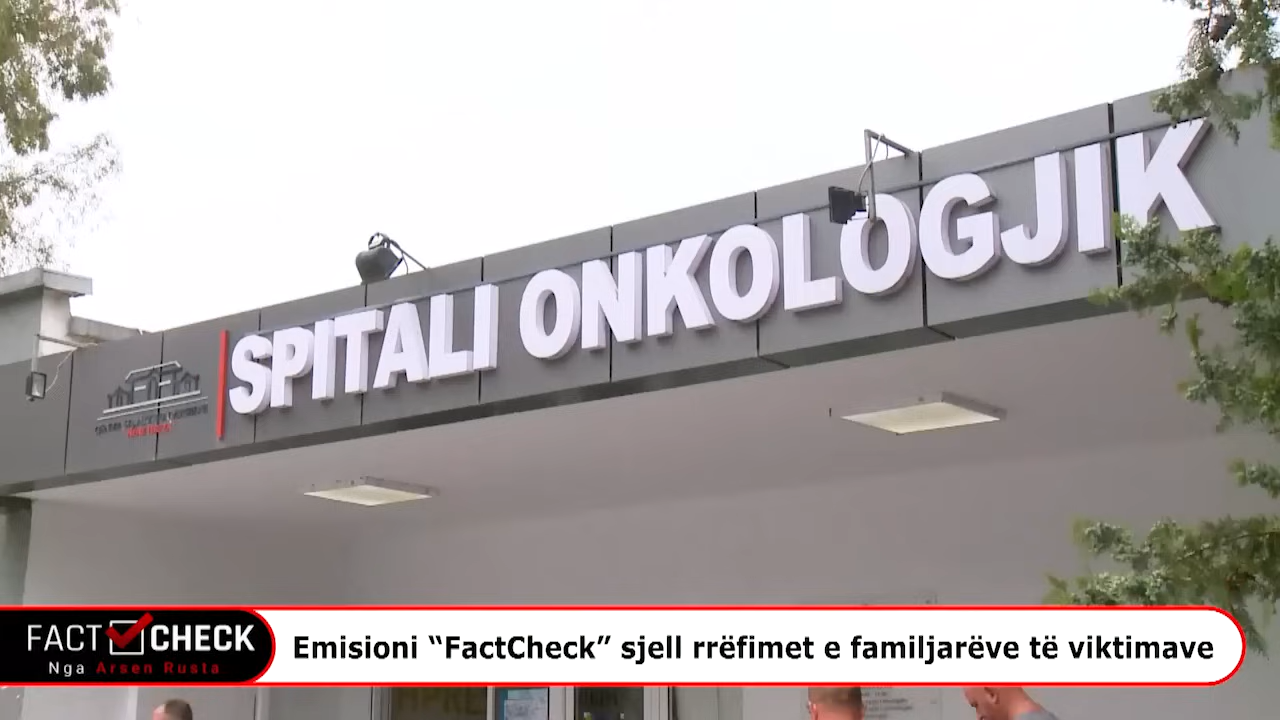 SPITALI ONKOLOGJIK
FACT CHECK
Nga Arsen Rusta
Emisioni “FactCheck” sjell rrëfimet e familjarëve të viktimave